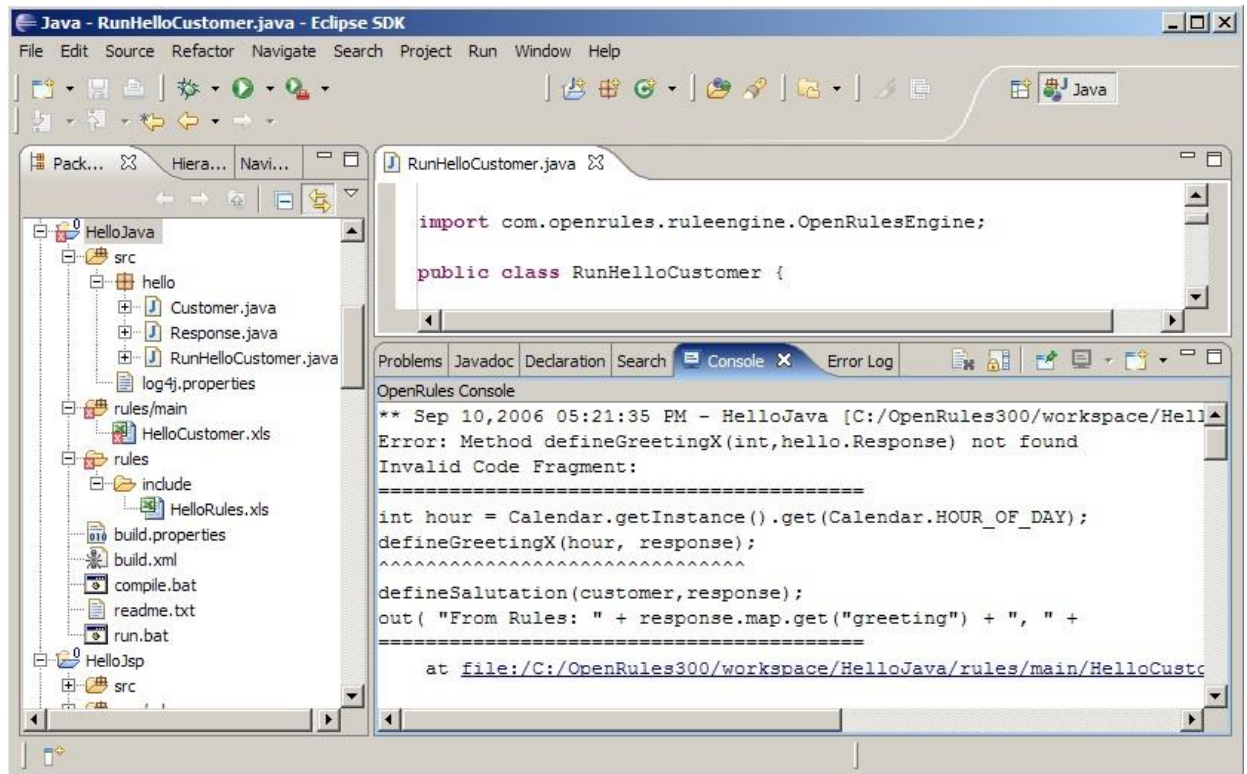 Java - RunHelloCustomer.java - Eclipse SDK
File Edit Source Refactor Navigate Search Project Run Window Help
Java
Pack... Hiera... Navi...
HelloJava
src
hello
Customer.java
Response.java
RunHelloCustomer.java
log4j.properties
rules/main
HelloCustomer.xls
rules
include
HelloRules.xls
build.properties
build.xml
compile.bat
readme.txt
run.bat
HelloJsp
src
RunHelloCustomer.java
import com.openrules.ruleengine.OpenRulesEngine;
public class RunHelloCustomer {
Problems Javadoc Declaration Search Console Error Log
OpenRules Console
** Sep 10,2006 05:21:35 PM - HelloJava [C:/OpenRules300/workspace/Hell
Error: Method defineGreetingX(int,hello.Response) not found
Invalid Code Fragment:
=========================================
int hour = Calendar.getInstance().get(Calendar.HOUR_OF_DAY);
defineGreetingX(hour, response);
^^^^^^^^^^^^^^^^^^^^^^^^^^^^^^^
defineSalutation(customer,response);
out( "From Rules: " + response.map.get("greeting") + ", " +
=========================================
at file:/C:/OpenRules300/workspace/HelloJava/rules/main/HelloCusto